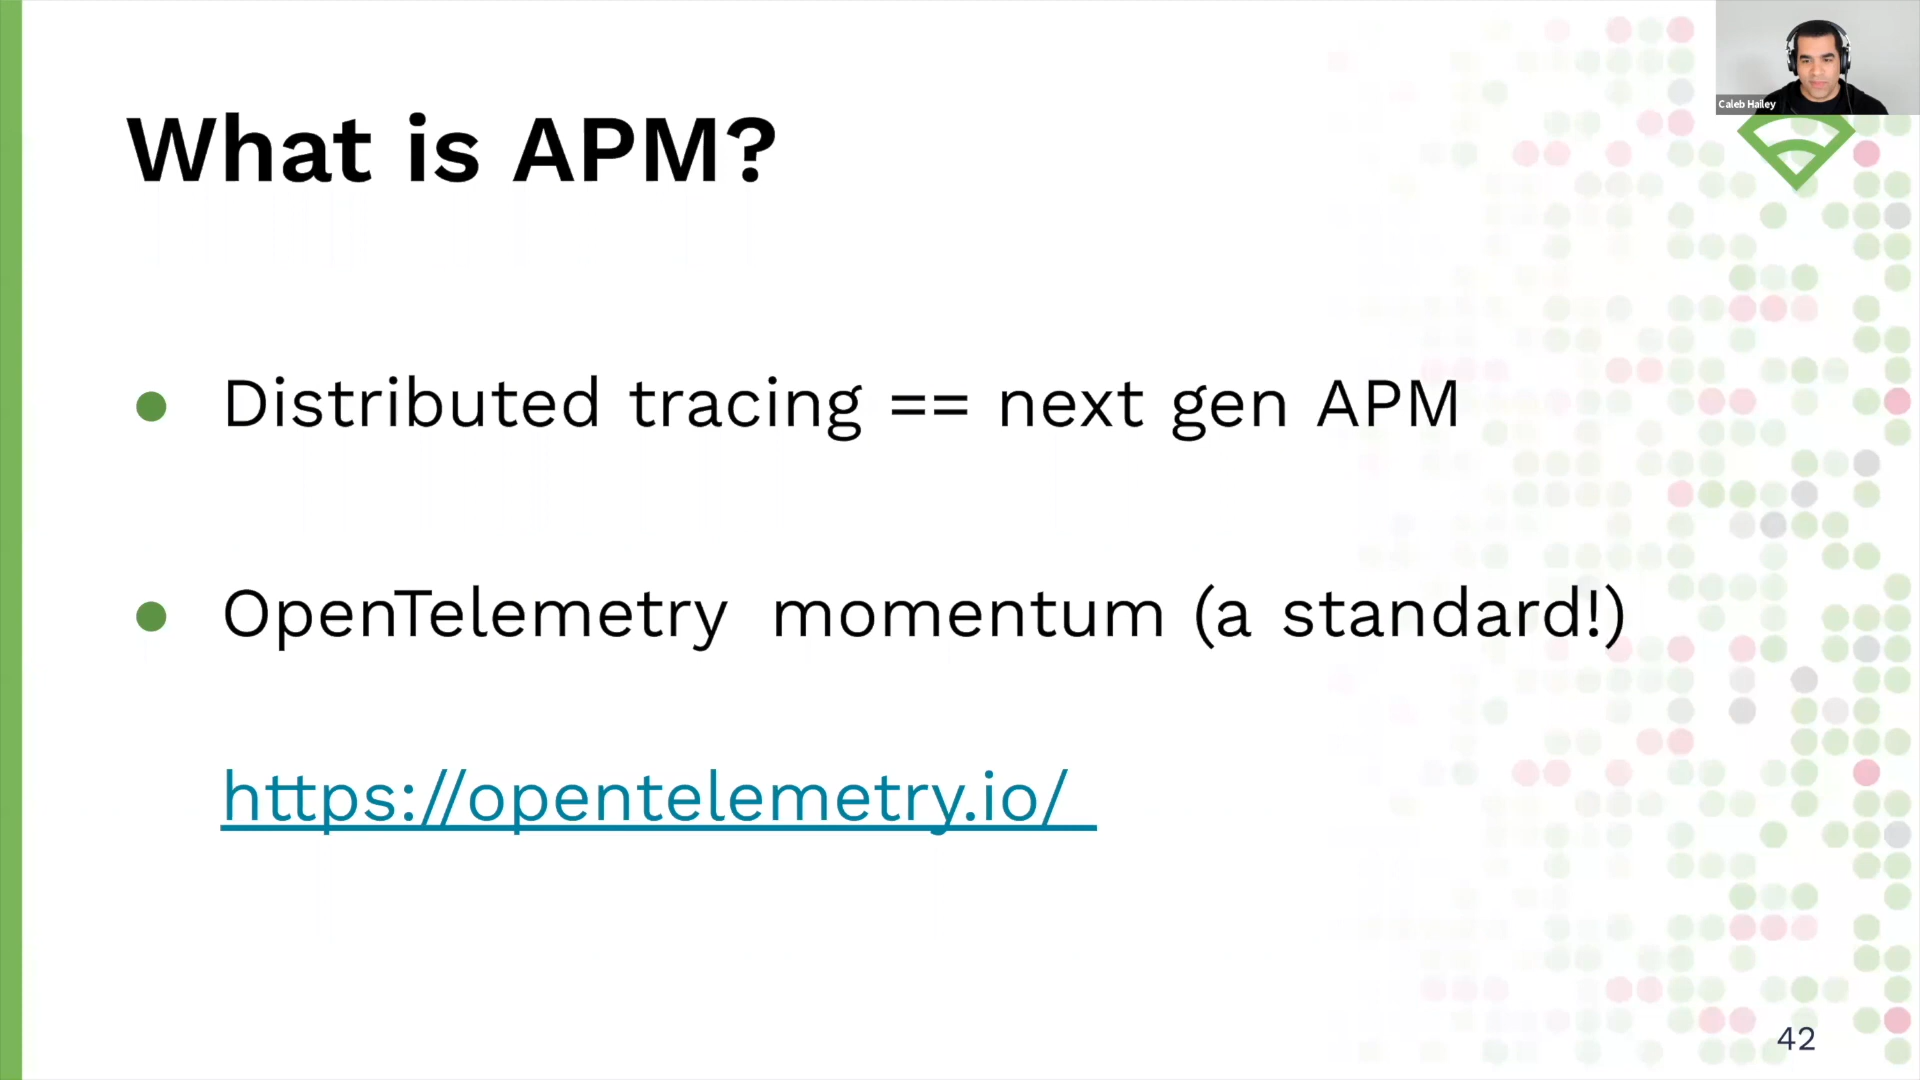 Caleb Hailey
What is APM?
Distributed tracing == next gen APM
OpenTelemetry momentum (a standard!)
https://opentelemetry.io/
42